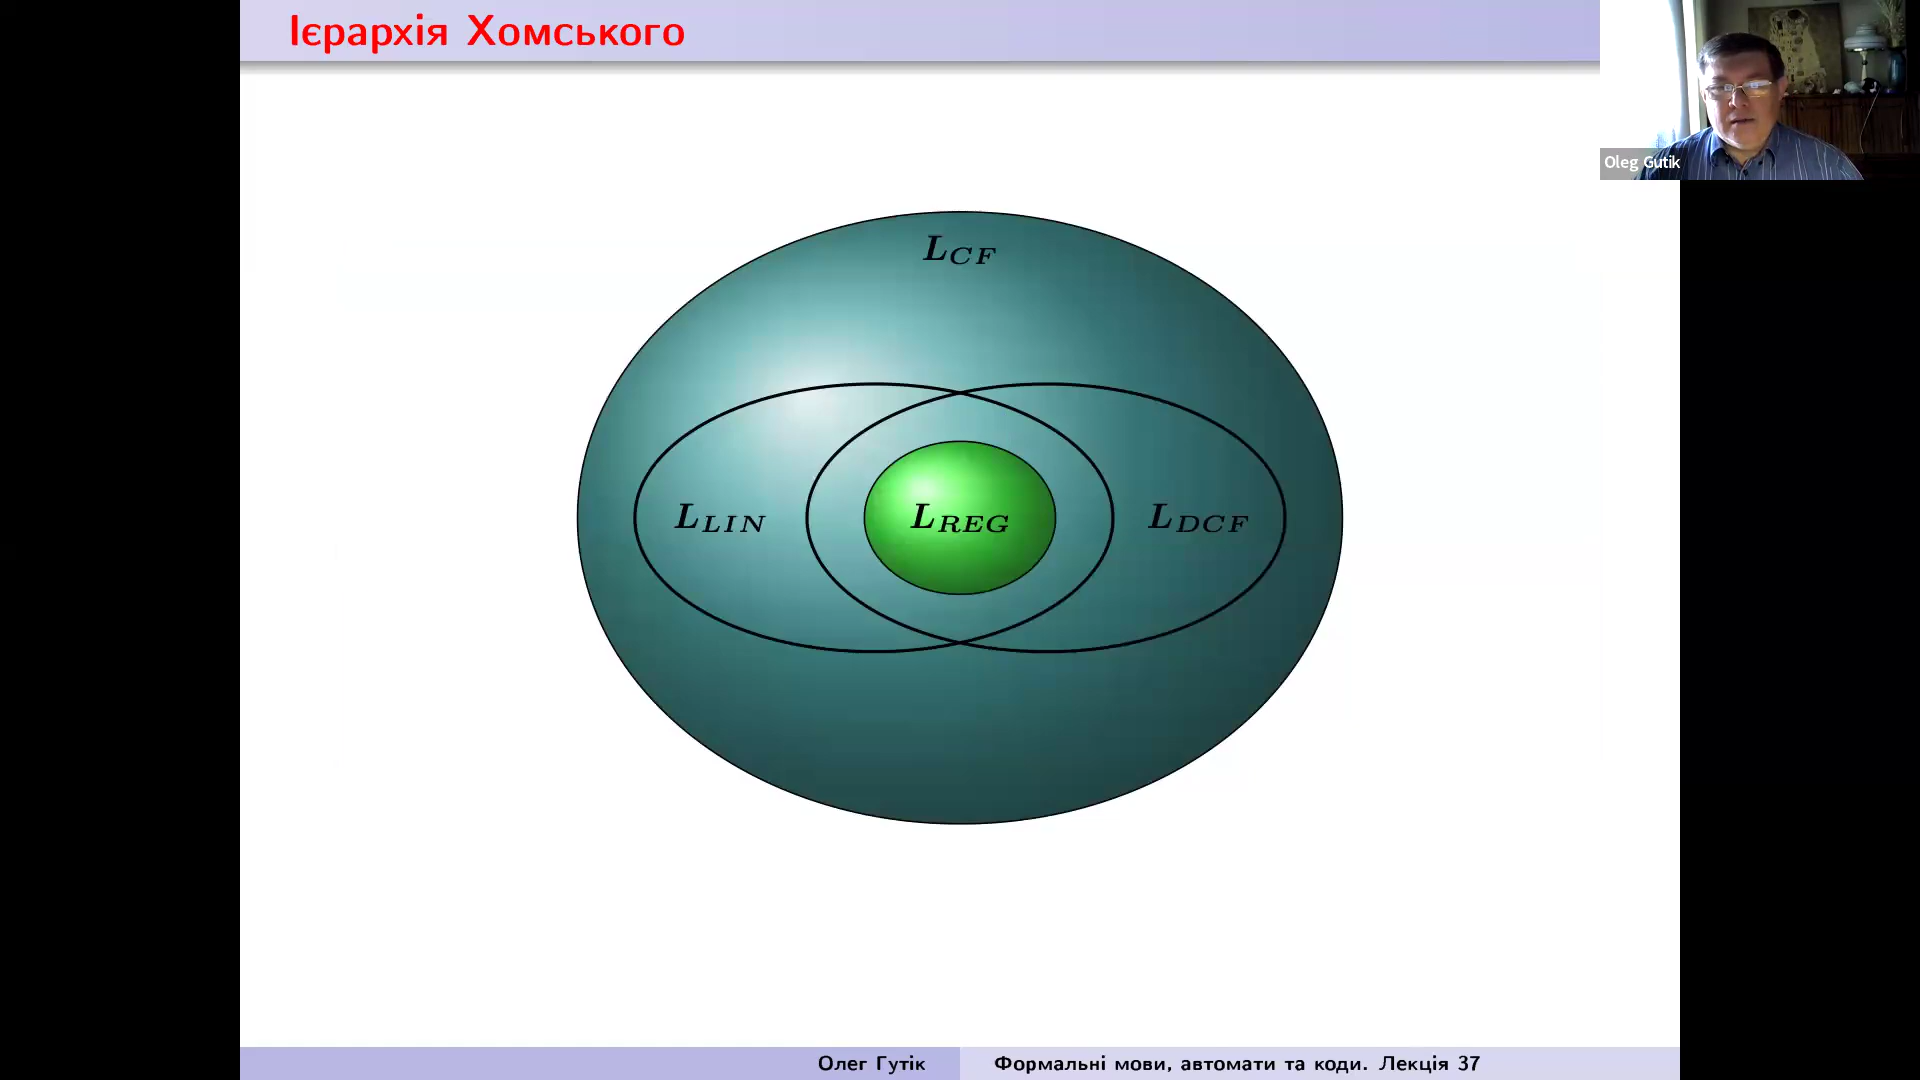 Ієрархія Хомського
Oleg Gutik
L_CF
L_LIN
L_REG
L_DCF
Олег Гутік
Формальні мови, автомати та коди. Лекція 37